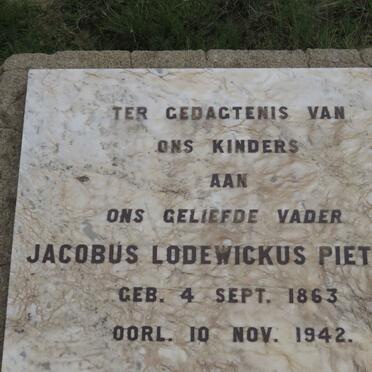 TER GEDAGTENIS VAN
ONS KINDERS
AAN
ONS GELIEFDE VADER
JACOBUS LODEWICKUS PIET
GEB. 4 SEPT. 1863
OORL. 10 NOV. 1942.